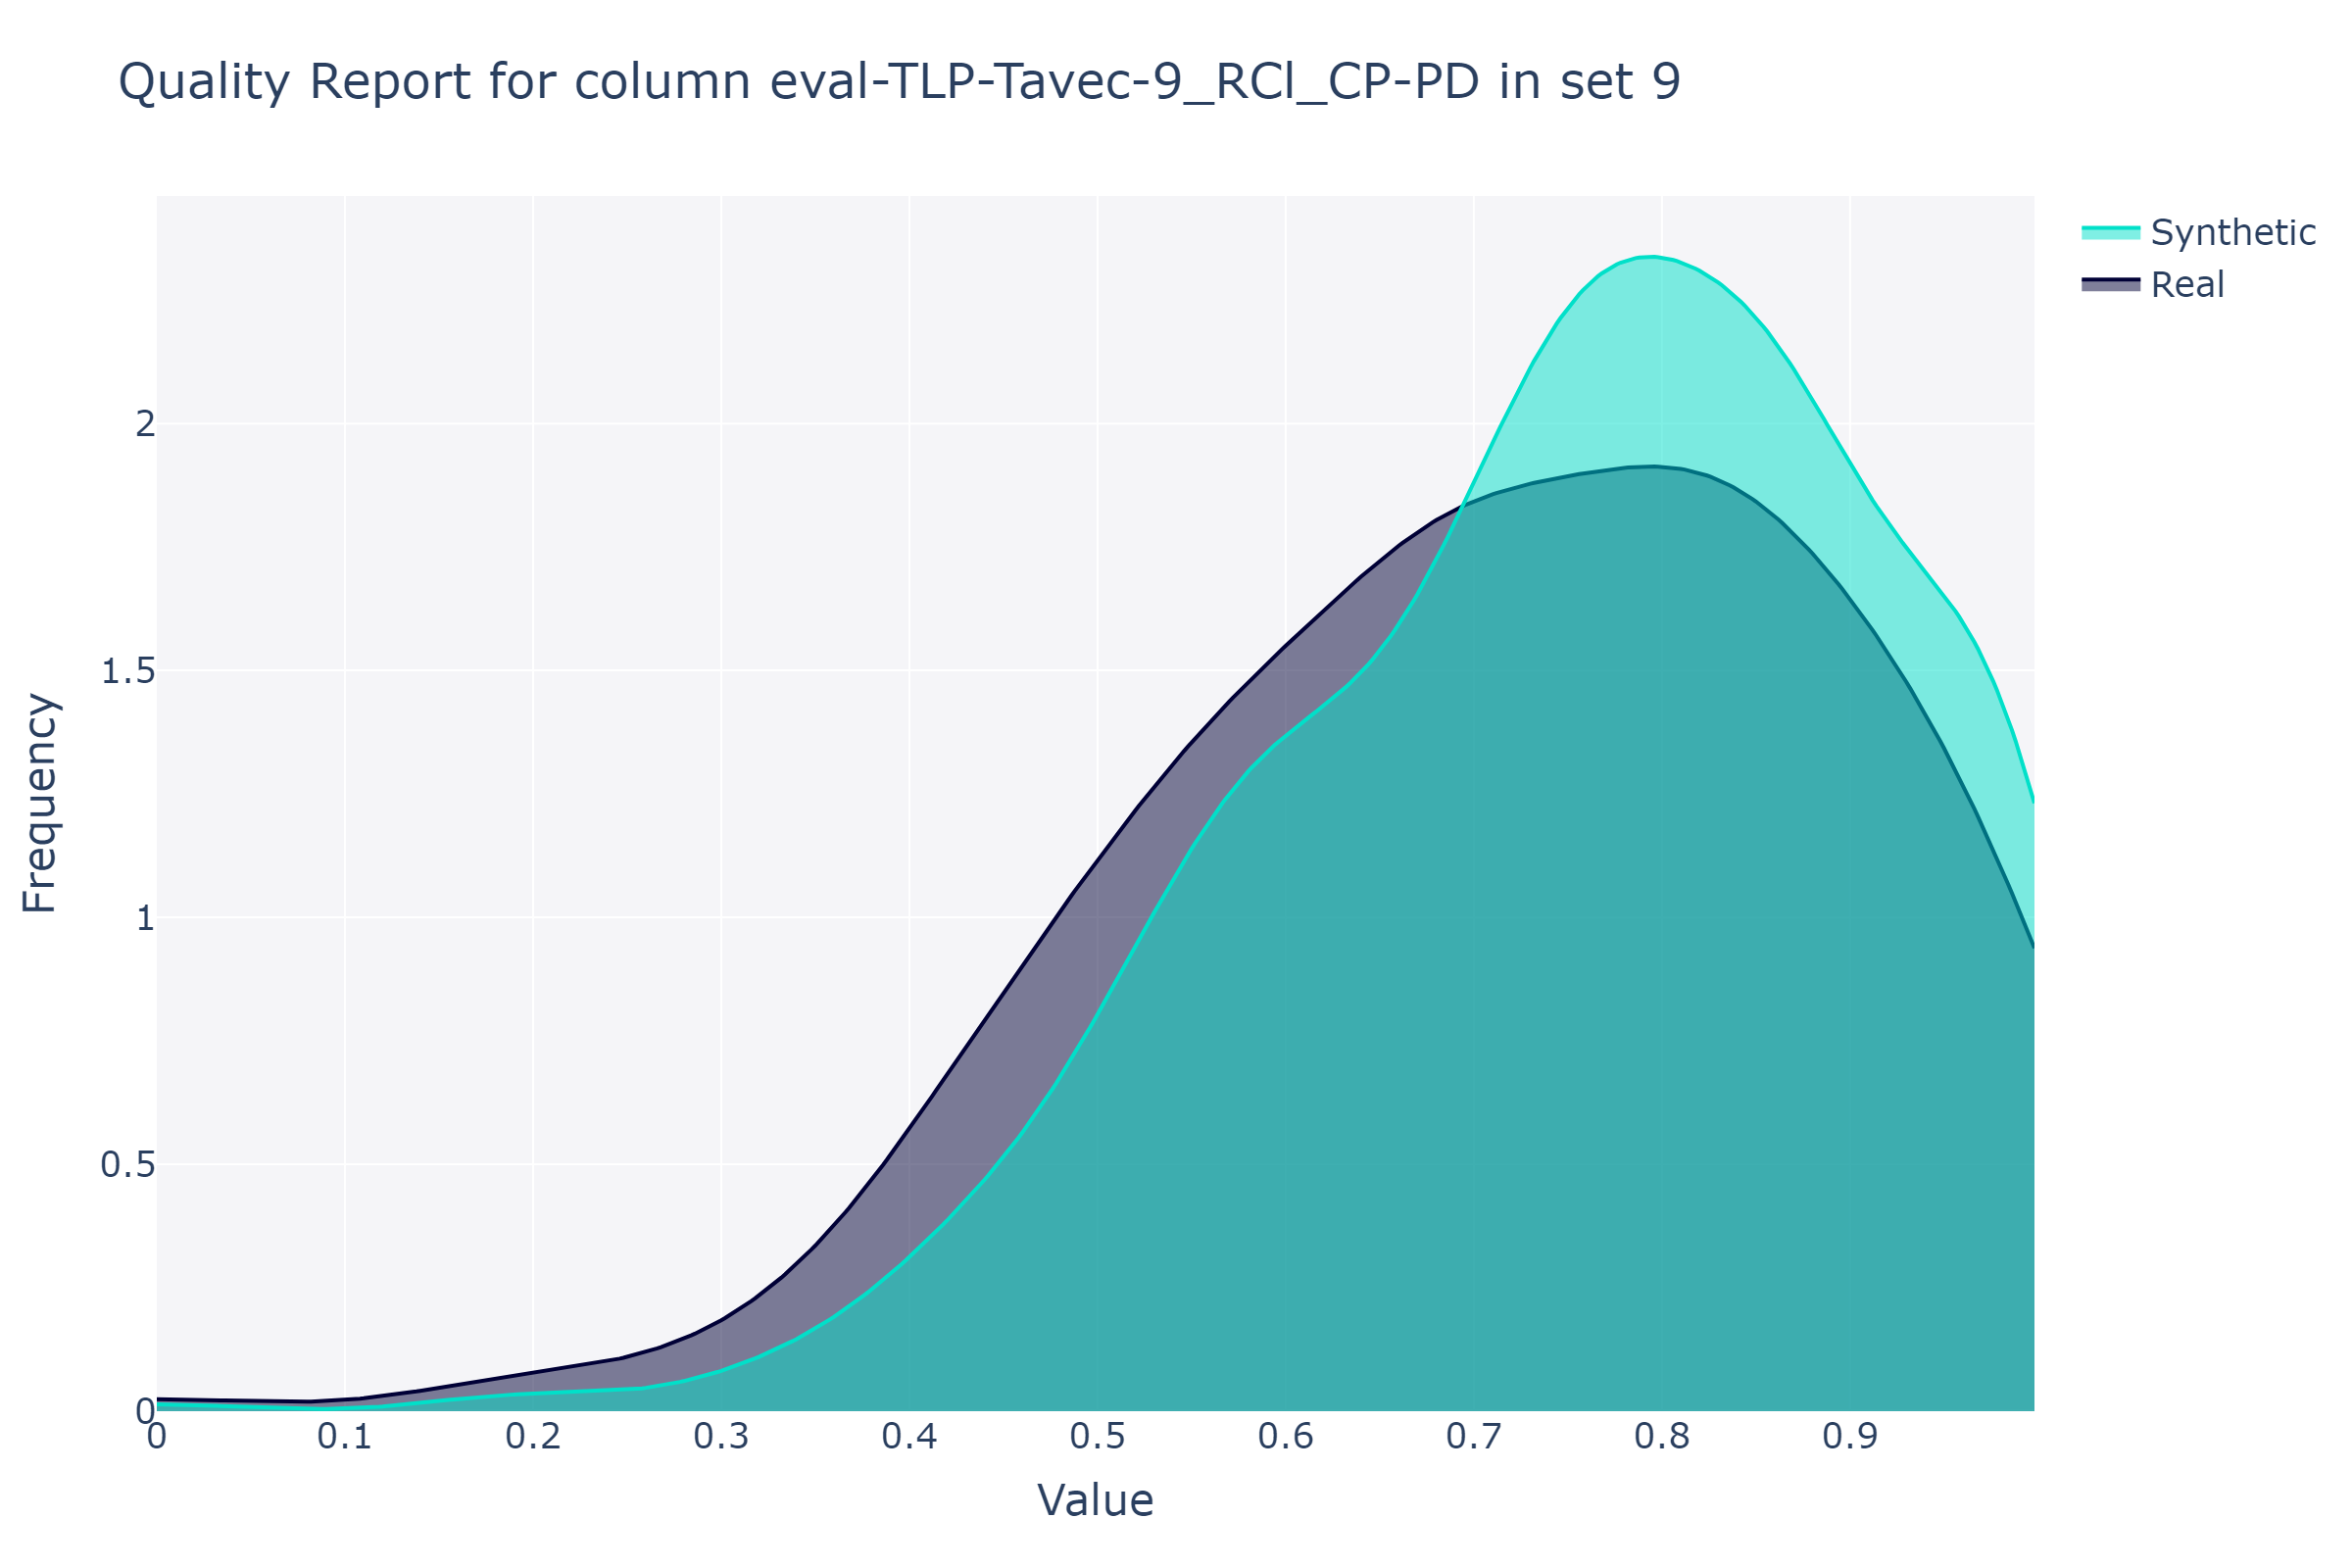 Quality Report for column eval-TLP-Tavec-9_RCl_CP-PD in set 9
Synthetic
Real
Frequency
2
1.5
1
0.5
0
0 0.1 0.2 0.3 0.4 0.5 0.6 0.7 0.8 0.9
Value